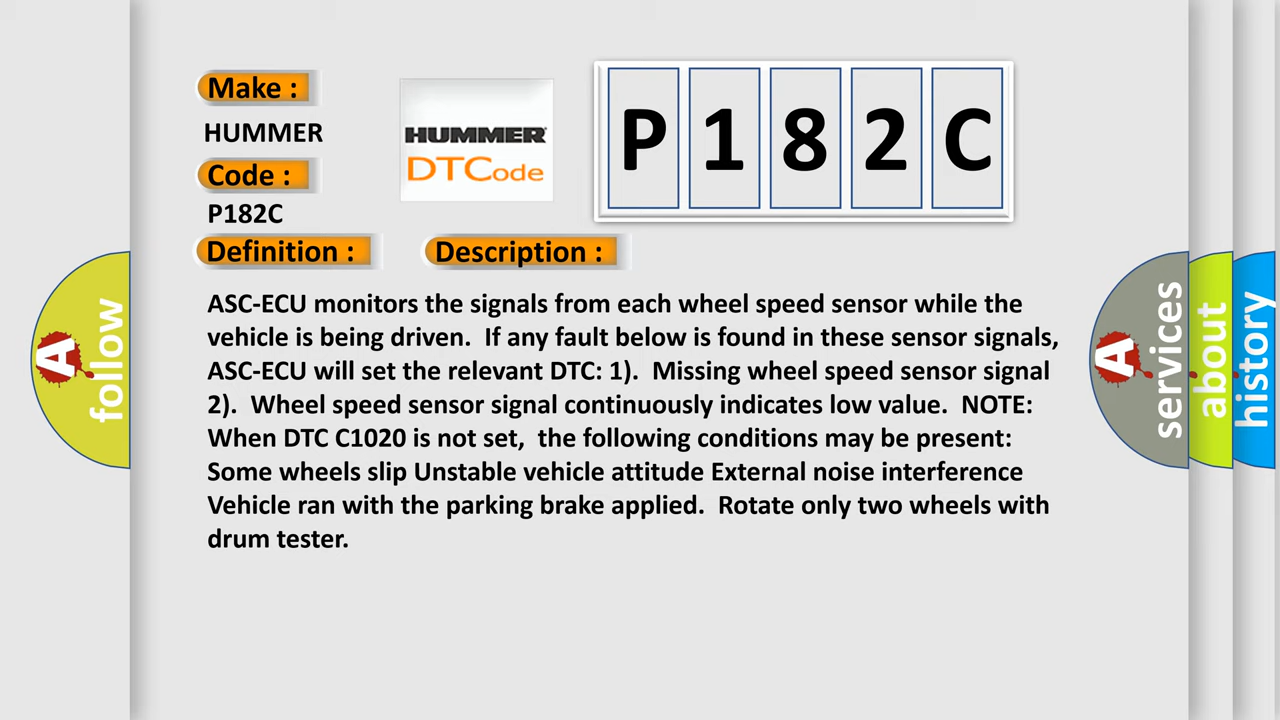 Make :
HUMMER
Code :
P182C
HUMMER
DTCode
P182C
Definition :
Description :
ASC-ECU monitors the signals from each wheel speed sensor while the
vehicle is being driven. If any fault below is found in these sensor signals,
ASC-ECU will set the relevant DTC: 1). Missing wheel speed sensor signal
2). Wheel speed sensor signal continuously indicates low value. NOTE:
When DTC C1020 is not set, the following conditions may be present:
Some wheels slip Unstable vehicle attitude External noise interference
Vehicle ran with the parking brake applied. Rotate only two wheels with
drum tester.
A follow
A services
about
history